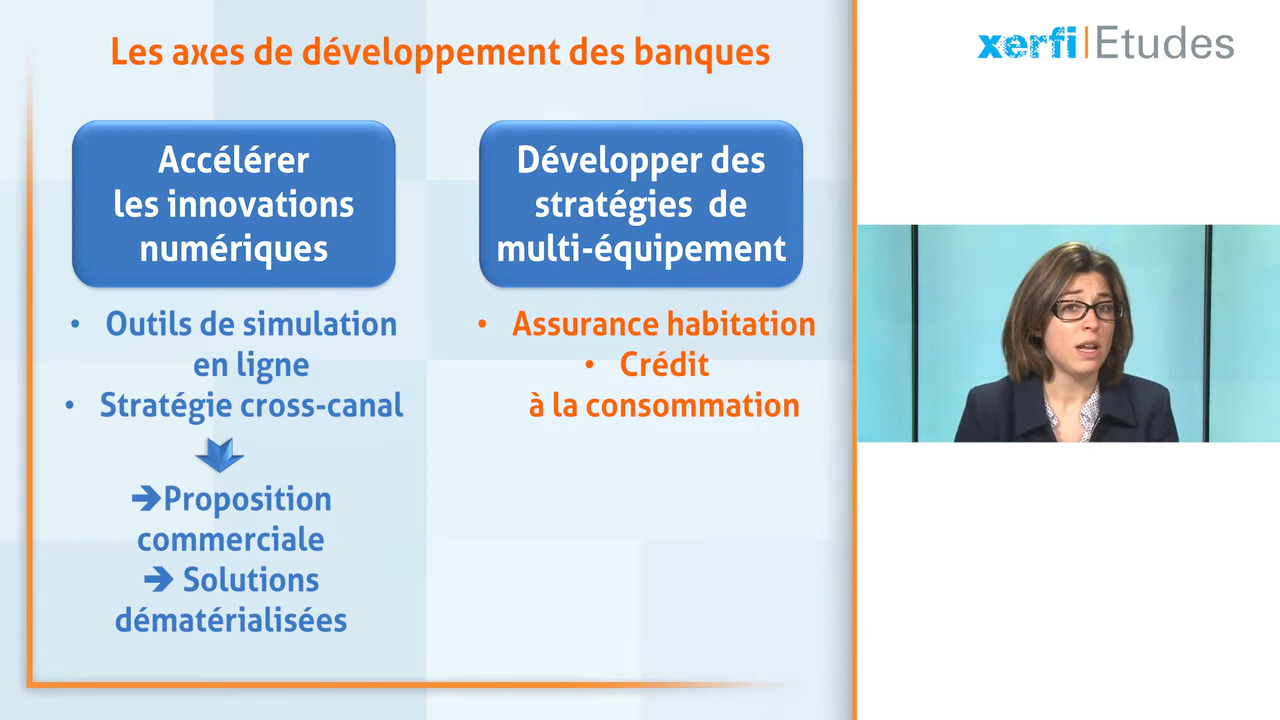 Les axes de développement des banques
xerfi Etudes
Accélérer
les innovations
numériques
• Outils de simulation
en ligne
• Stratégie cross-canal
➔Proposition
commerciale
➔ Solutions
dématérialisées
Développer des
stratégies de
multi-équipement
• Assurance habitation
• Crédit
à la consommation